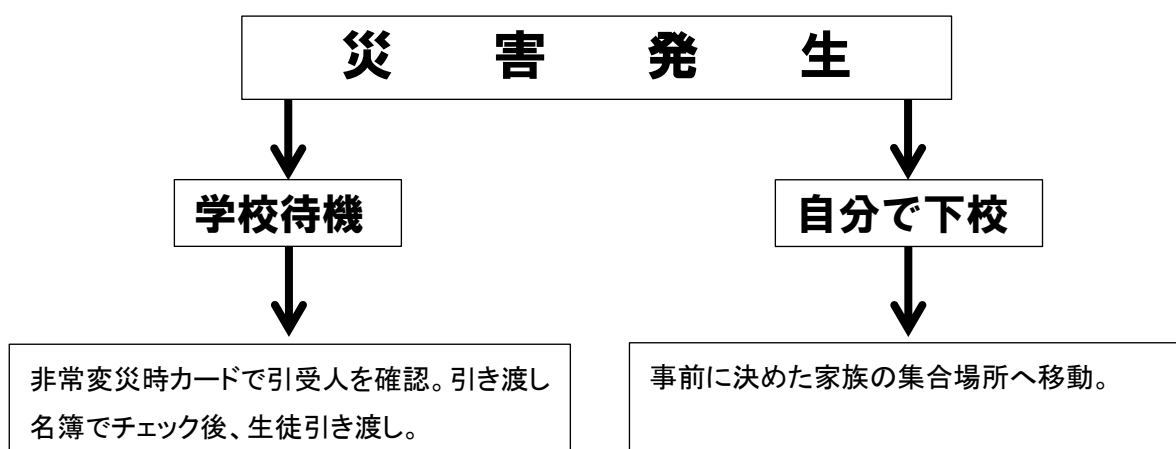 災害発生
学校待機
自分で下校
非常変災時カードで引受人を確認。引き渡し
名簿でチェック後、生徒引き渡し。
事前に決めた家族の集合場所へ移動。